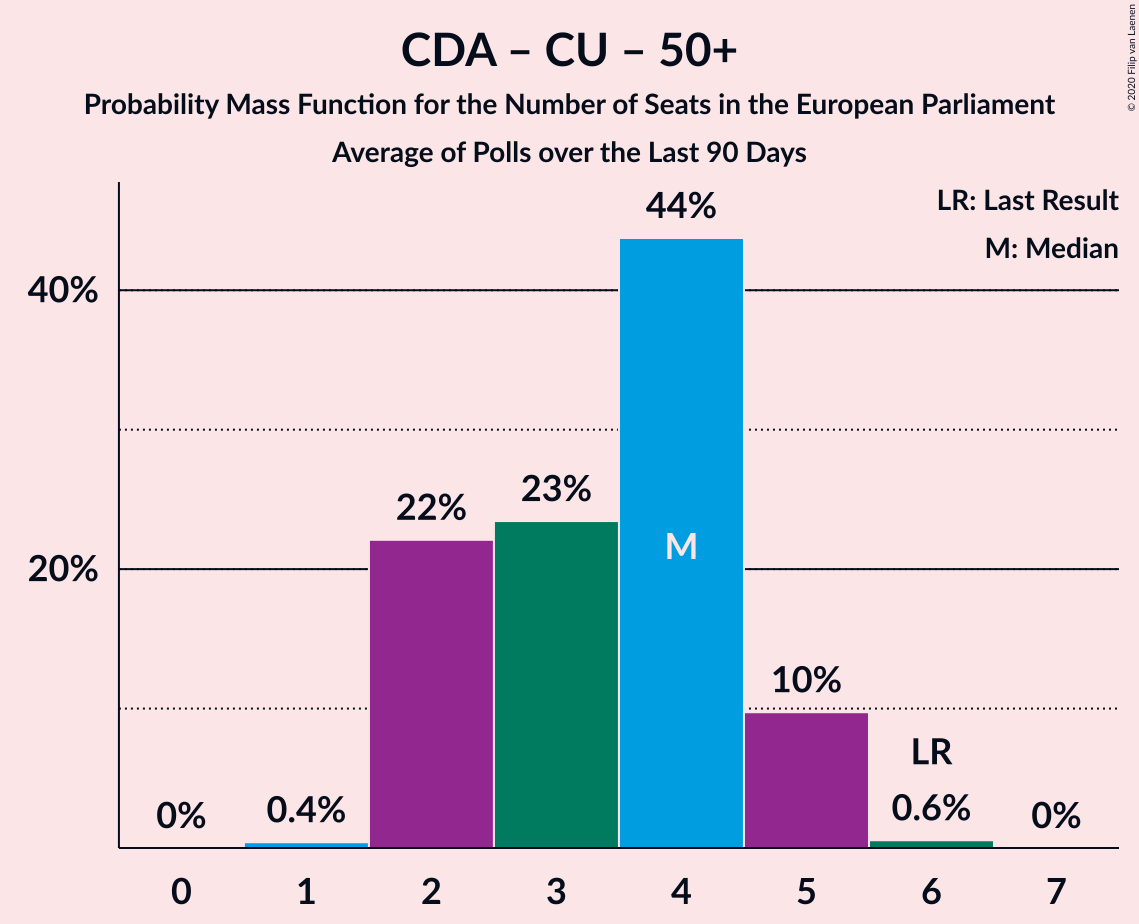 CDA – CU – 50+
Probability Mass Function for the Number of Seats in the European Parliament
Average of Polls over the Last 90 Days
© 2020 Filip van Laenen
LR: Last Result
M: Median
44%
40%
23%
22%
M
20%
10%
LR
0%
0.4%
0.6%
0%
0 1 2 3 4 5 6 7